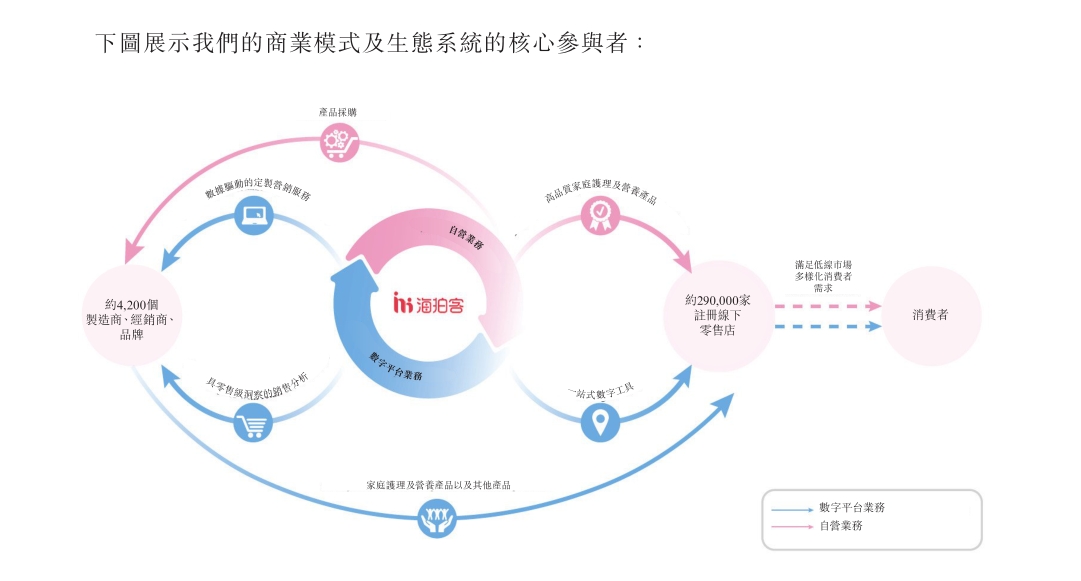 下圖展示我們的商業模式及生態系統的核心參與者：
產品採購
數據驅動的定製營銷服務
高品質家庭護理及營養產品
自營業務
海拍客
數字平台業務
約4,200個
製造商、經銷商、
品牌
約290,000家
註冊線下
零售店
滿足低線市場
多樣化消費者
需求
消費者
具零售級洞察的銷售分析
一站式數字工具
家庭護理及營養產品以及其他產品
數字平台業務
自營業務